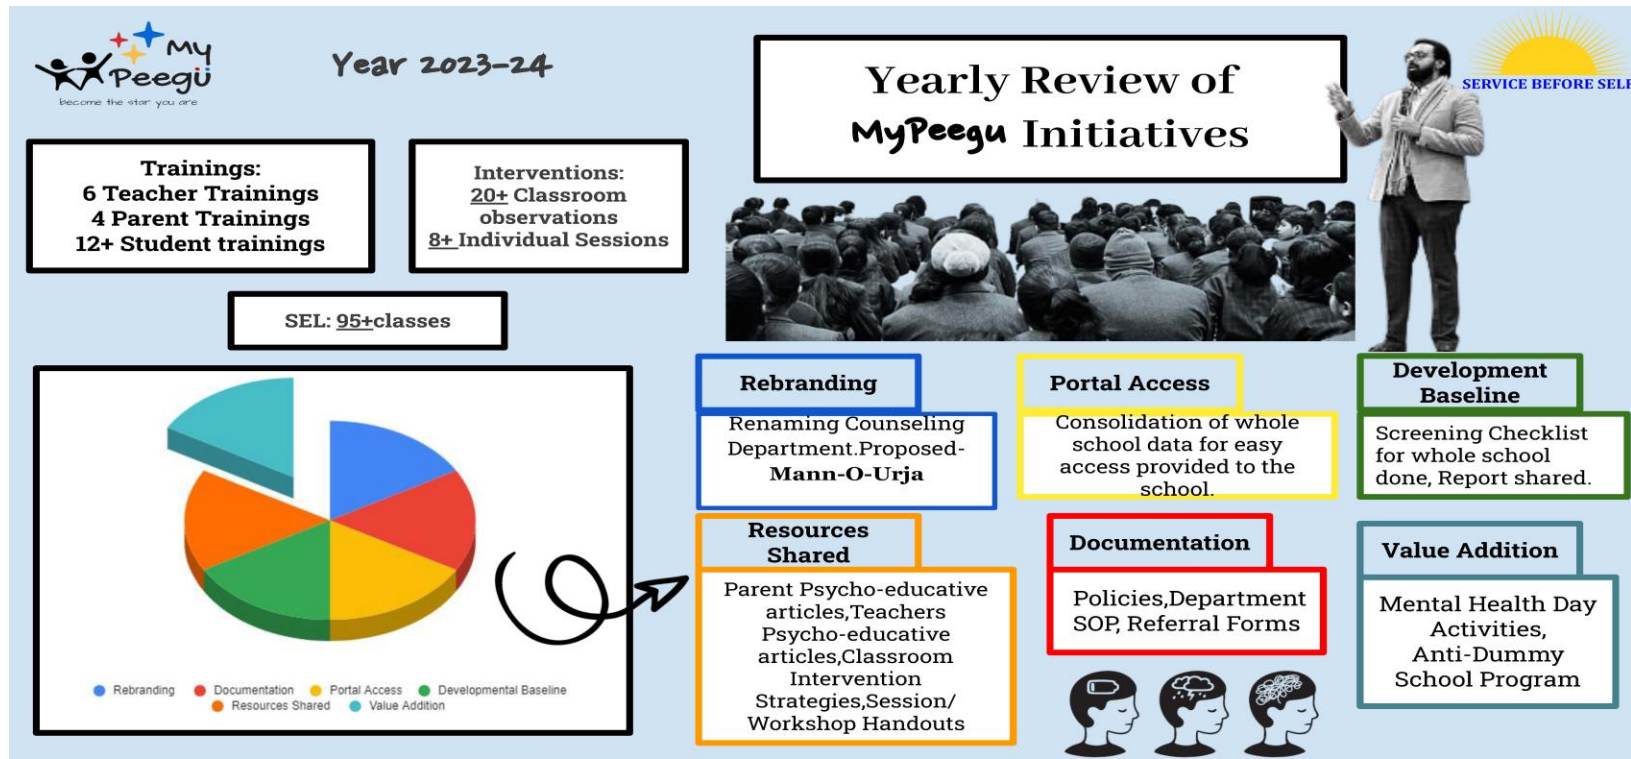 My
Peegü
become the star you are
Year 2023-24
Yearly Review of
MyPeegu Initiatives
SERVICE BEFORE SELF
Trainings:
6 Teacher Trainings
4 Parent Trainings
12+ Student trainings
Interventions:
20+ Classroom
observations
8+ Individual Sessions
SEL: 95+classes
Rebranding
Documentation
Portal Access
Developmental Baseline
Resources Shared
Value Addition
Rebranding
Renaming Counseling
Department.Proposed-
Mann-O-Urja
Portal Access
Consolidation of whole
school data for easy
access provided to the
school.
Development
Baseline
Screening Checklist
for whole school
done, Report shared.
Resources
Shared
Parent Psycho-educative
articles,Teachers
Psycho-educative
articles,Classroom
Intervention
Strategies,Session/
Workshop Handouts
Documentation
Policies,Department
SOP, Referral Forms
Value Addition
Mental Health Day
Activities,
Anti-Dummy
School Program